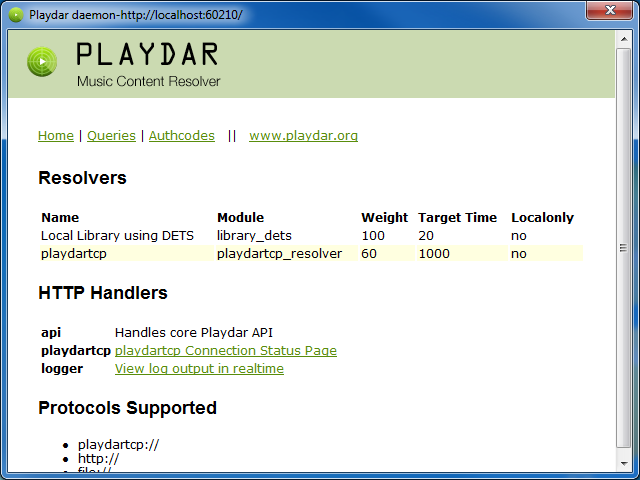 Playdar daemon-http://localhost:60210/
PLAYDAR
Music Content Resolver
Home | Queries | Authcodes || www.playdar.org
Resolvers
Name Module Weight Target Time Localonly
Local Library using DETS library_dets 100 20 no
playdartcp playdartcp_resolver 60 1000 no
HTTP Handlers
api Handles core Playdar API
playdartcp playdartcp Connection Status Page
logger View log output in realtime
Protocols Supported
• playdartcp://
• http://
• file://